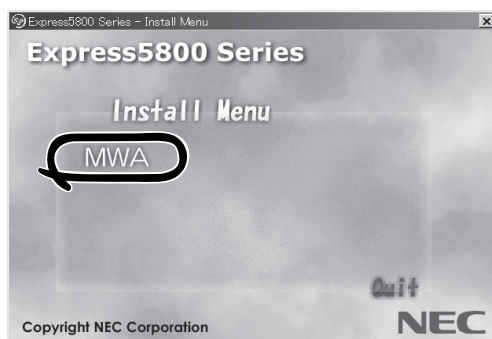 Express5800 Series - Install Menu
Express5800 Series
Install Menu
MWA
Quit
Copyright NEC Corporation
NEC